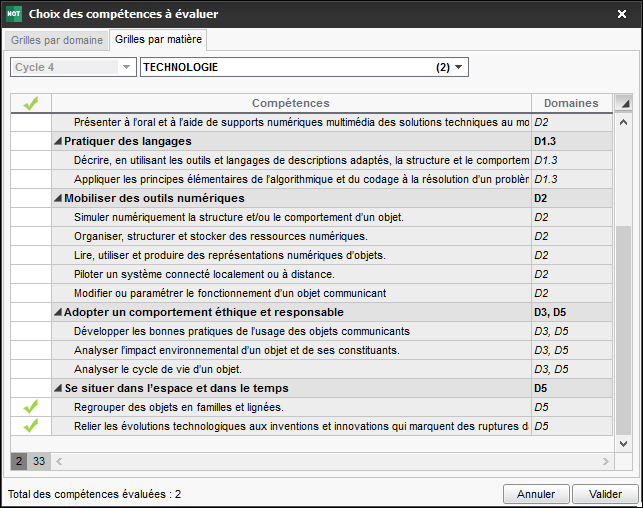 NOT Choix des compétences à évaluer
Grilles par domaine Grilles par matière
Cycle 4 TECHNOLOGIE (2)
Compétences Domaines
Présenter à l'oral et à l'aide de supports numériques multimédia des solutions techniques au mo D2
Pratiquer des langages D1.3
Décrire, en utilisant les outils et langages de descriptions adaptés, la structure et le comportem D1.3
Appliquer les principes élémentaires de l'algorithmique et du codage à la résolution d'un problèm D1.3
Mobiliser des outils numériques D2
Simuler numériquement la structure et/ou le comportement d'un objet. D2
Organiser, structurer et stocker des ressources numériques. D2
Lire, utiliser et produire des représentations numériques d'objets. D2
Piloter un système connecté localement ou à distance. D2
Modifier ou paramétrer le fonctionnement d'un objet communicant D2
Adopter un comportement éthique et responsable D3, D5
Développer les bonnes pratiques de l'usage des objets communicants D3, D5
Analyser l'impact environnemental d'un objet et de ses constituants. D3, D5
Analyser le cycle de vie d'un objet. D3, D5
Se situer dans l'espace et dans le temps D5
Regrouper des objets en familles et lignées. D5
Relier les évolutions technologiques aux inventions et innovations qui marquent des ruptures da D5
2 33
Total des compétences évaluées : 2 Annuler Valider